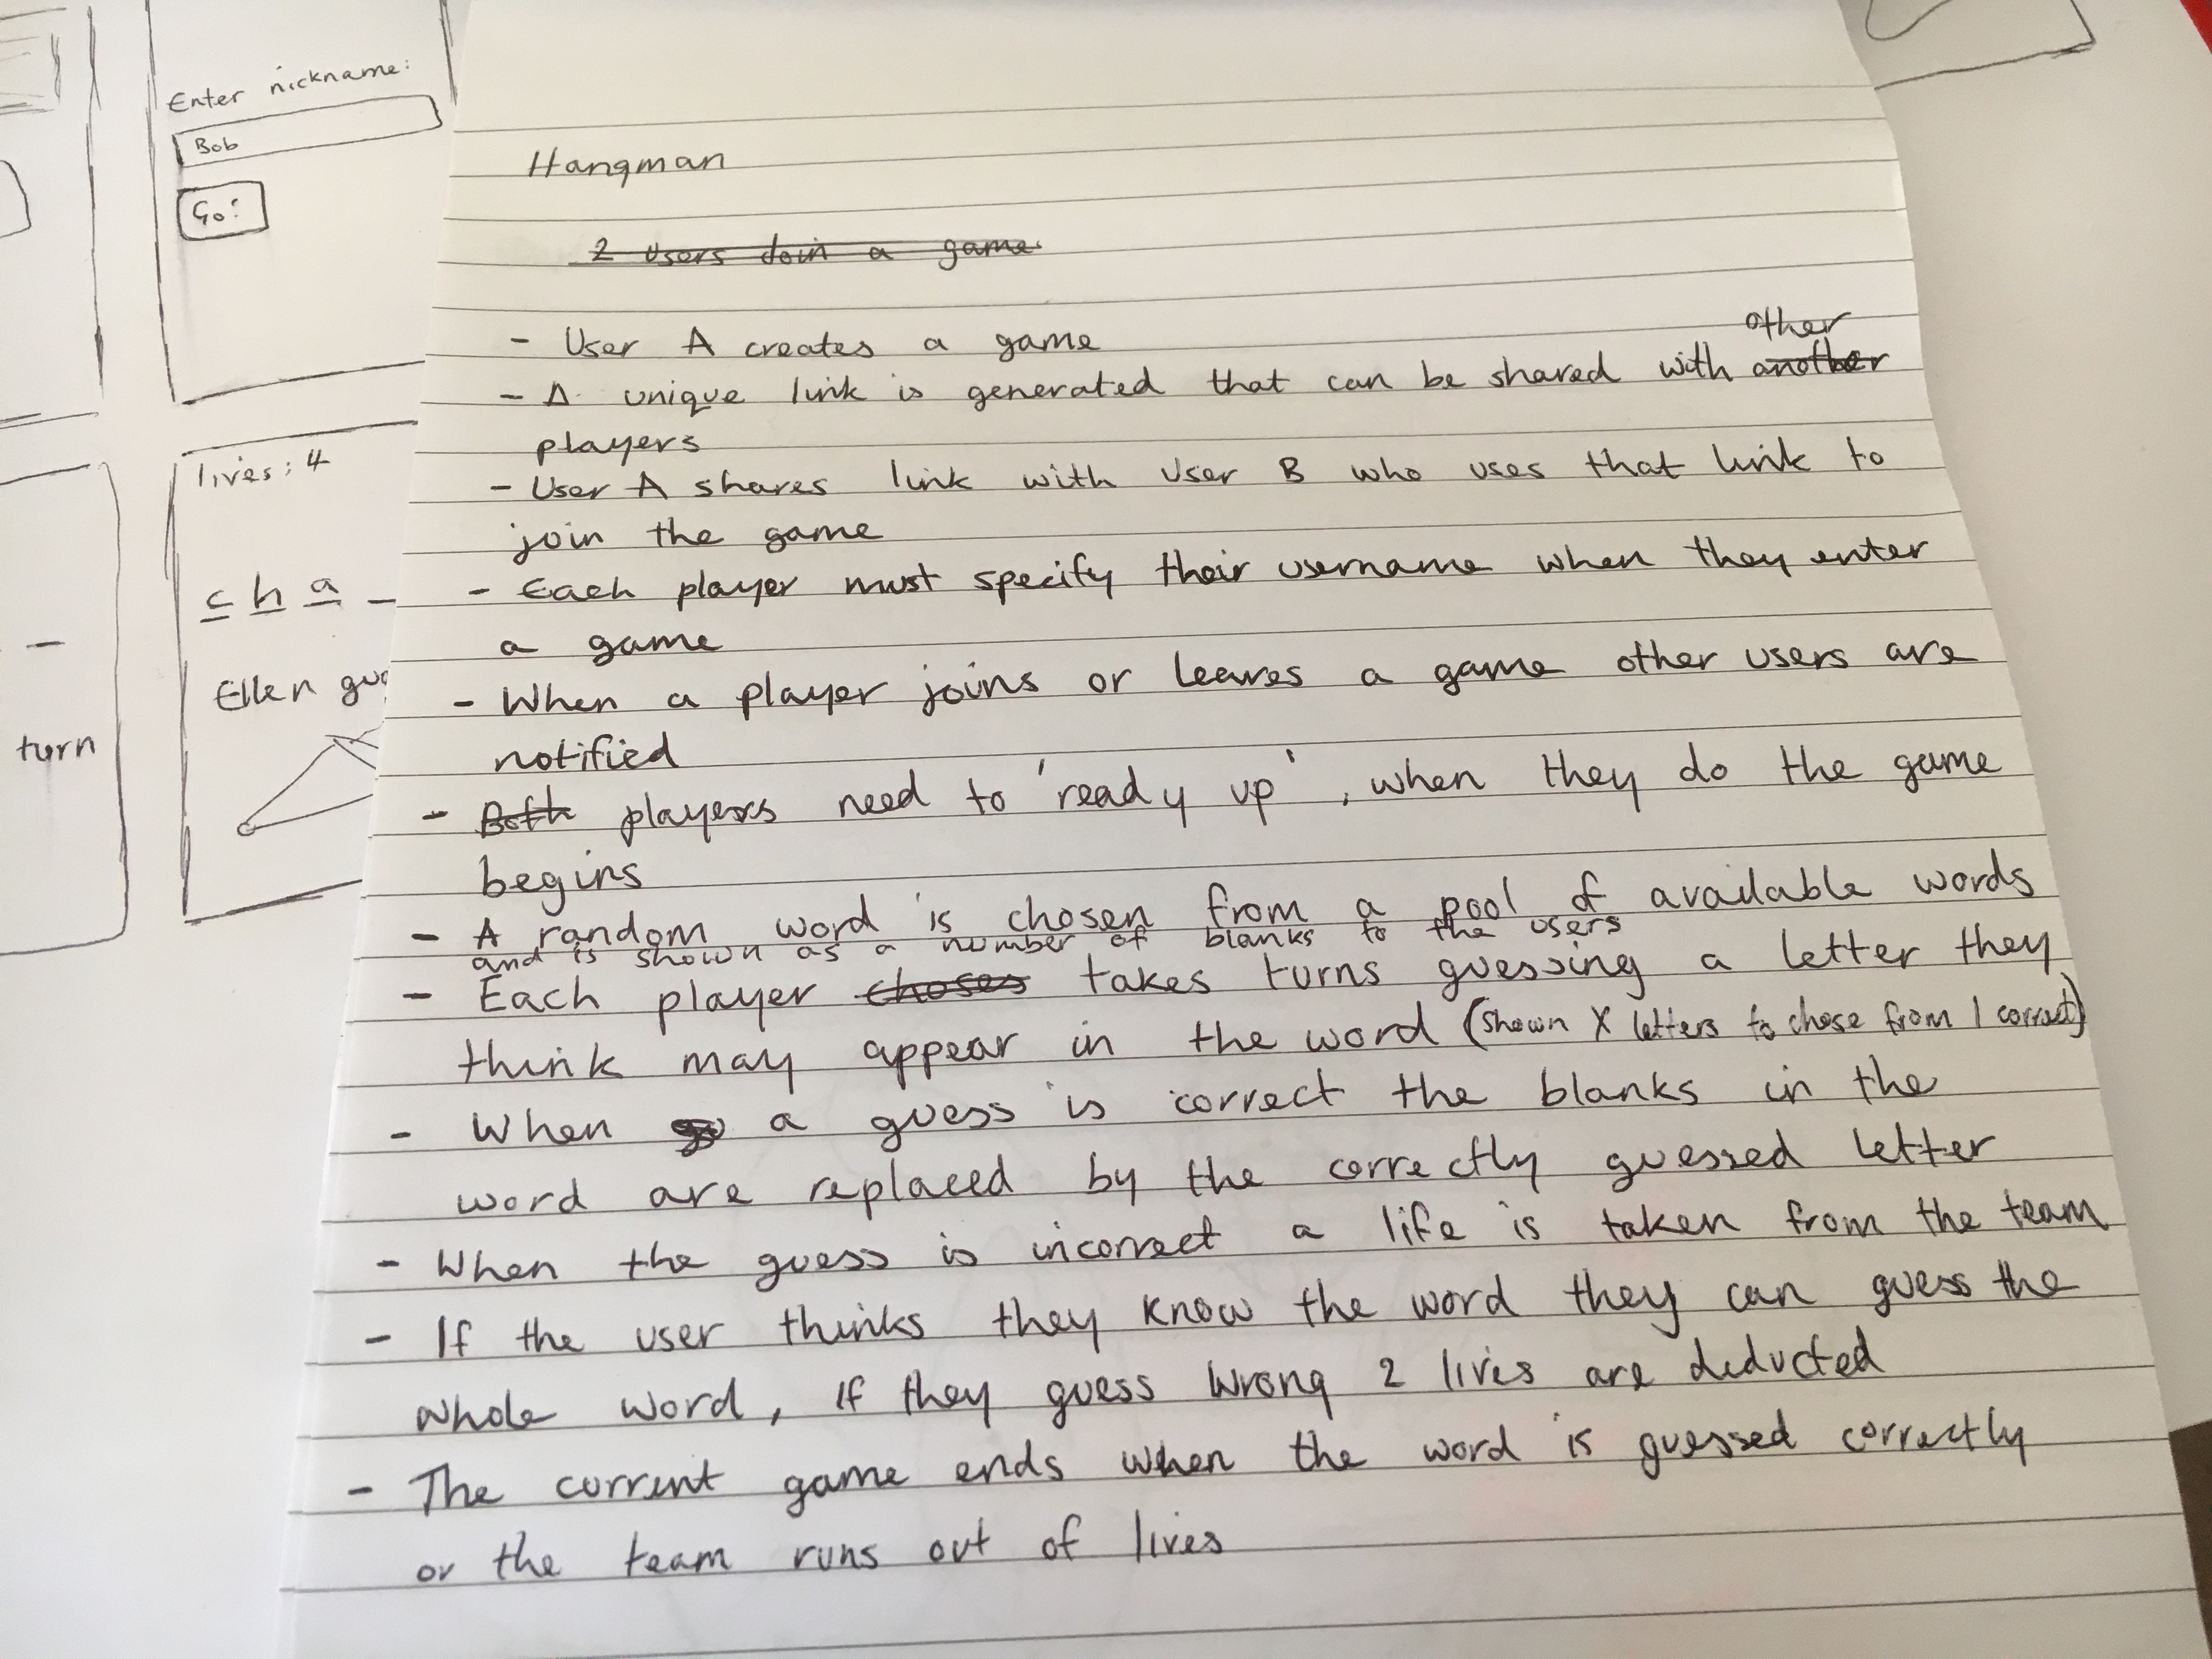 Enter nickname:
Bob
Go!
lives: 4
c h a _
Ellen
turn
Hangman
2 users join a game
- User A creates a game
other
- A unique link is generated that can be shared with another
players
- User A shares link with User B who uses that link to
join the game
- Each player must specify their username when they enter
a game
- When a player joins or leaves a game other users are
notified
- Both players need to 'ready up', when they do the game
begins
- A random word is chosen from a pool of available words
and is shown as a number of blanks to the users
- Each player choses takes turns guessing a letter they
think may appear in the word (shown X letters to chose from 1 correct)
- When a guess is correct the blanks in the
word are replaced by the correctly guessed letter
- When the guess is incorrect a life is taken from the team
- If the user thinks they know the word they can guess the
whole word, if they guess wrong 2 lives are deducted
- The current game ends when the word is guessed correctly
or the team runs out of lives